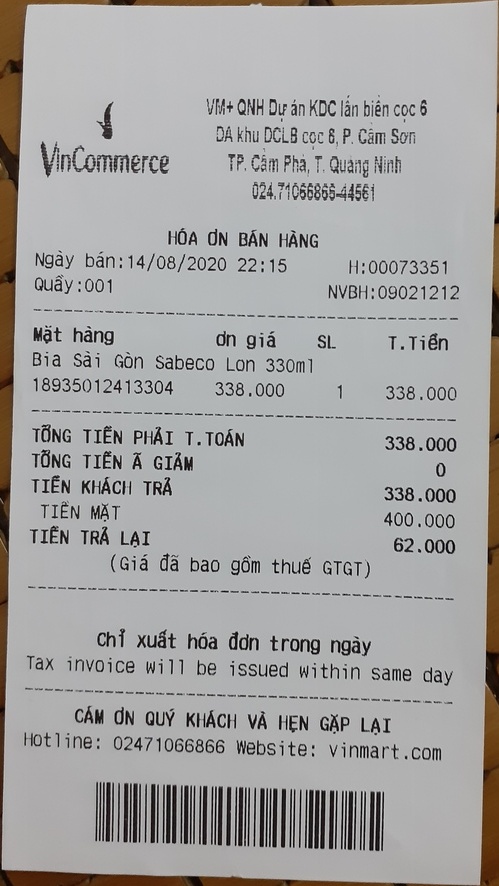 VinCommerce
VM+ QNH Dự án KDC lấn biển cọc 6
DA khu DCLB cọc 6, P. Cẩm Sơn
TP. Cẩm Phả, T. Quảng Ninh
024.71066866-44561
HÓA ƠN BÁN HÀNG
Ngày bán:14/08/2020 22:15 H:00073351
Quầy:001 NVBH:09021212
Mặt hàng ơn giá SL T.Tiền
Bia Sài Gòn Sabeco Lon 330ml
18935012413304 338.000 1 338.000
TỔNG TIỀN PHẢI T.TOÁN 338.000
TỔNG TIỀN Ã GIẢM 0
TIỀN KHÁCH TRẢ 338.000
TIỀN MẶT 400.000
TIỀN TRẢ LẠI 62.000
(Giá đã bao gồm thuế GTGT)
Chỉ xuất hóa đơn trong ngày
Tax invoice will be issued within same day
CÁM ƠN QUÝ KHÁCH VÀ HẸN GẶP LẠI
Hotline: 02471066866 Website: vinmart.com